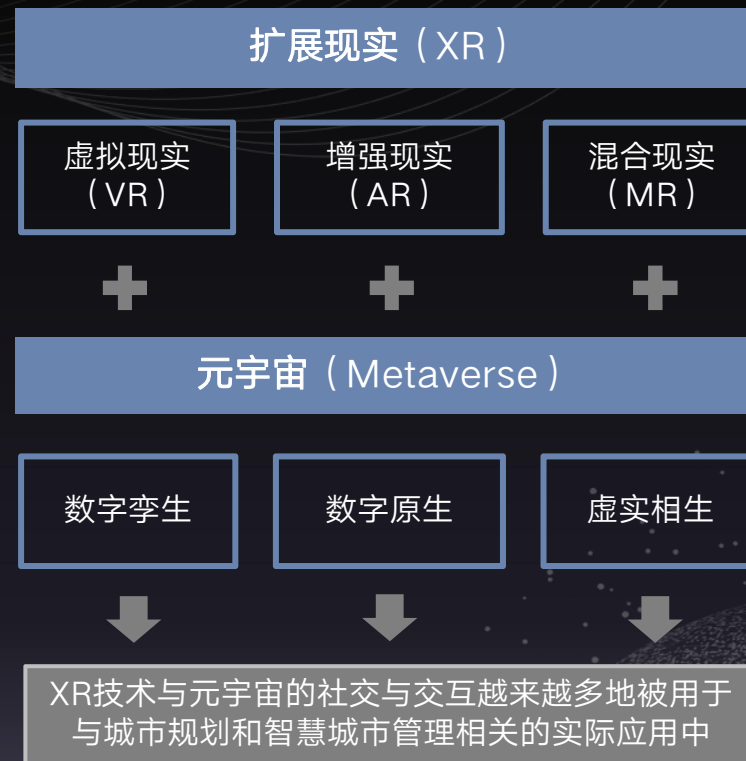 扩展现实（XR）
虚拟现实
（VR）
增强现实
（AR）
混合现实
（MR）
元宇宙（Metaverse）
数字孪生
数字原生
虚实相生
XR技术与元宇宙的社交与交互越来越多地被用于
与城市规划和智慧城市管理相关的实际应用中